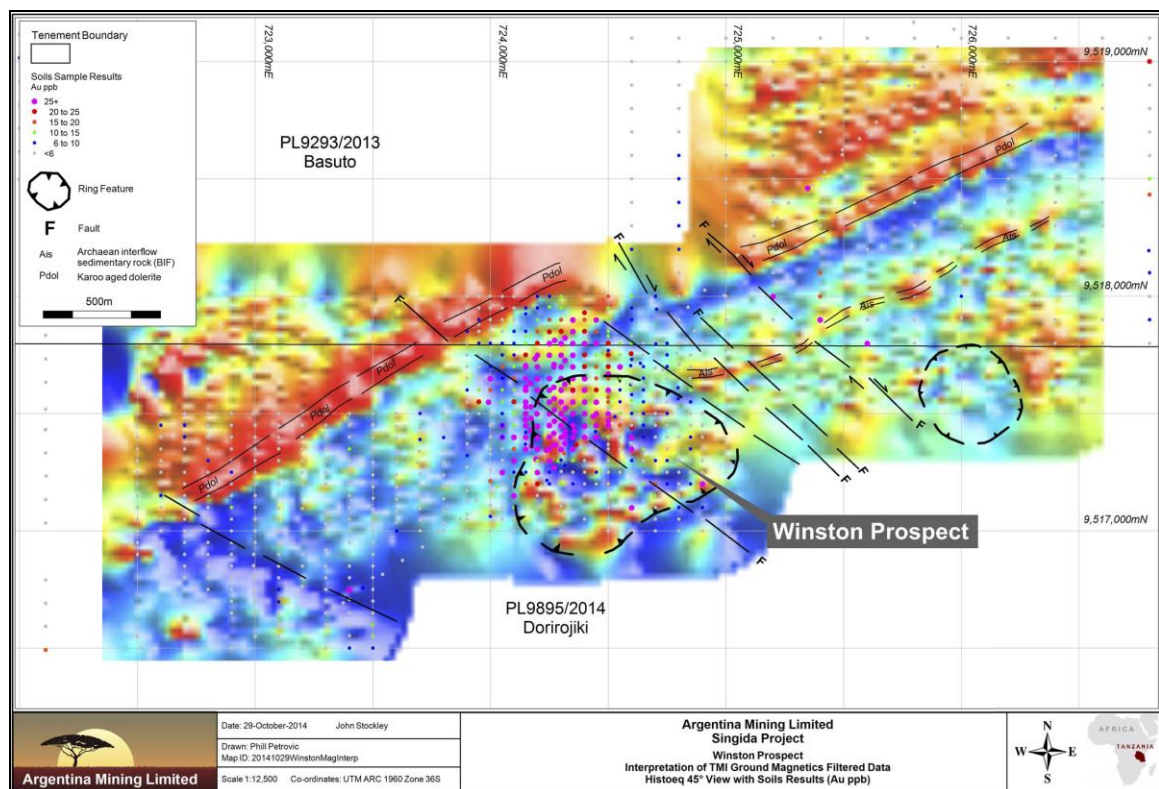 Tenement Boundary
Soils Sample Results
Au ppb
25+
20 to 25
15 to 20
10 to 15
6 to 10
<6
Ring Feature
F Fault
Ais Archaean interflow
sedimentary rock (BIF)
Pdol Karoo aged dolerite
500m
723,000mE
724,000mE
725,000mE
726,000mE
9,519,000mN
9,518,000mN
9,517,000mN
PL9293/2013
Basuto
Pdol
Pdol
Pdol
Pdol
Pdol
Pdol
Pdol
Ais
Ais
Ais
F
F
F
F
F
F
F
F
F
F
Winston Prospect
PL9895/2014
Dorirojiki
Argentina Mining Limited
Date: 29-October-2014 John Stockley
Drawn: Phill Petrovic
Map ID: 20141029WinstonMagInterp
Scale 1:12,500 Co-ordinates: UTM ARC 1960 Zone 36S
Argentina Mining Limited
Singida Project
Winston Prospect
Interpretation of TMI Ground Magnetics Filtered Data
Histoeq 45° View with Soils Results (Au ppb)
N
W E
S
AFRICA
TANZANIA